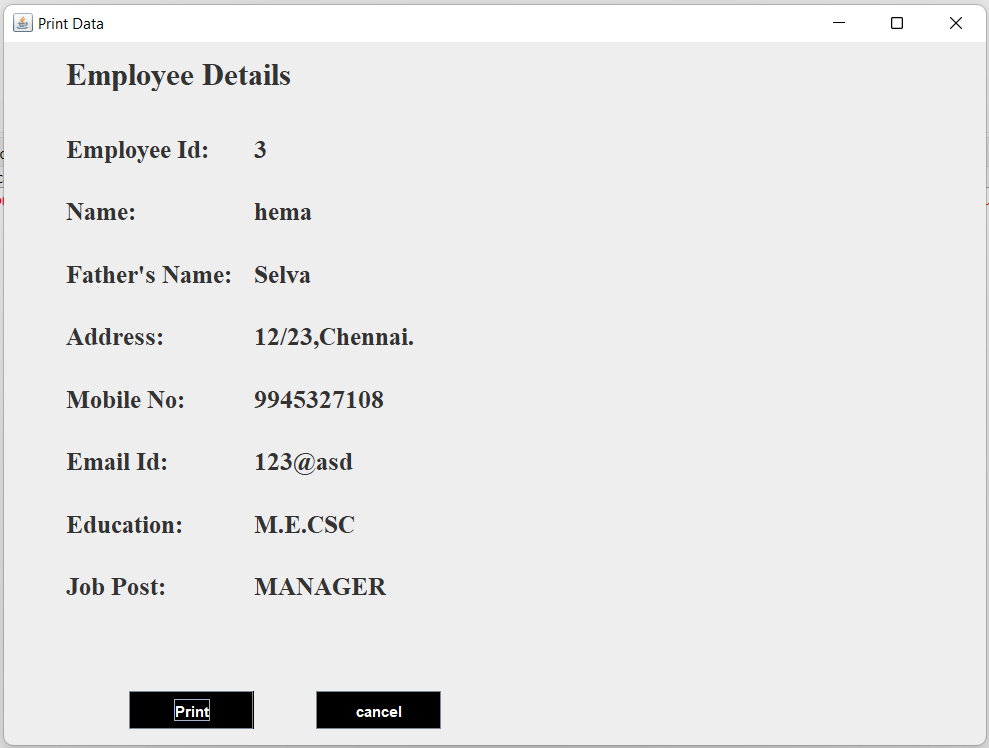 Print Data
Employee Details
Employee Id: 3
Name: hema
Father's Name: Selva
Address: 12/23,Chennai.
Mobile No: 9945327108
Email Id: 123@asd
Education: M.E.CSC
Job Post: MANAGER
Print cancel